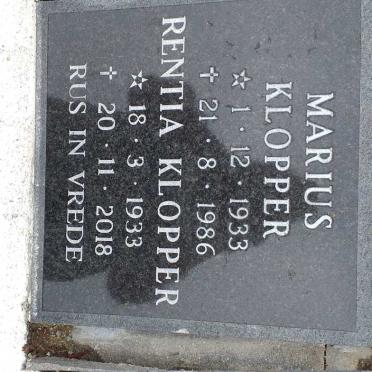 MARIUS
KLOPPER
☆ 1 · 12 · 1933
✝ 21 · 8 · 1986
RENTIA KLOPPER
☆ 18 · 3 · 1933
✝ 20 · 11 · 2018
RUS IN VREDE